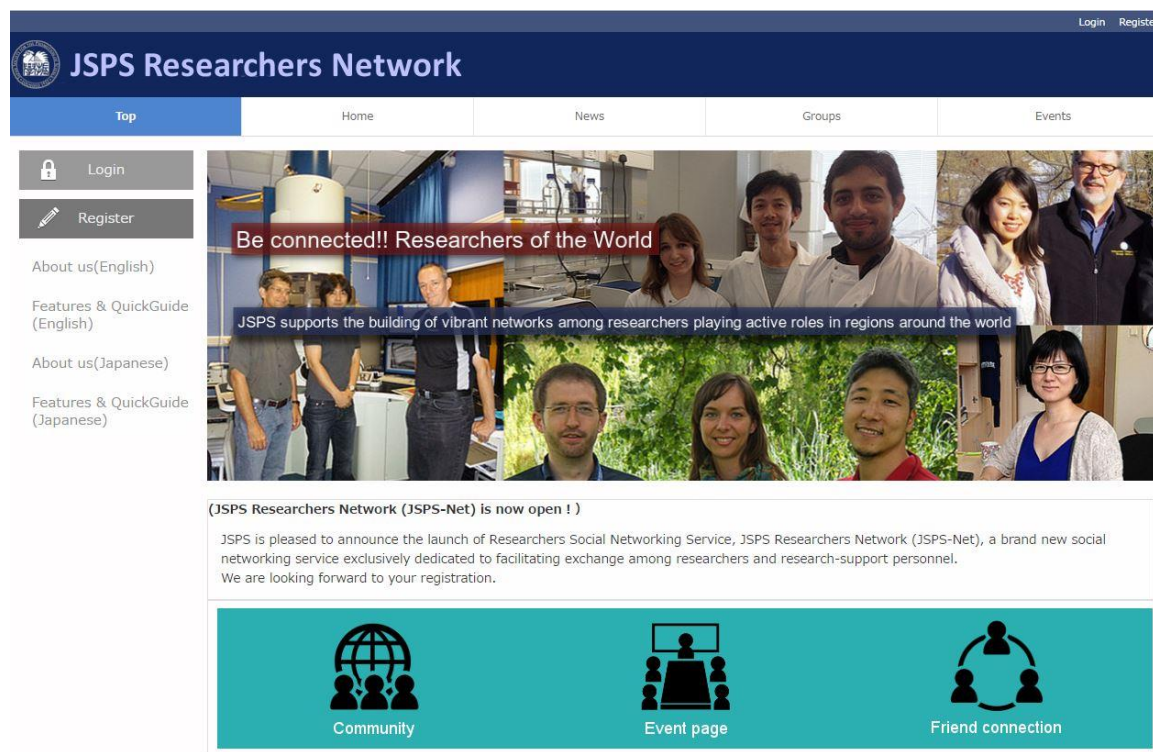 Login Registe
JSPS Researchers Network
Top Home News Groups Events
Login
Register
About us(English)
Features & QuickGuide
(English)
About us(Japanese)
Features & QuickGuide
(Japanese)
Be connected!! Researchers of the World
JSPS supports the building of vibrant networks among researchers playing active roles in regions around the world
(JSPS Researchers Network (JSPS-Net) is now open ! )
JSPS is pleased to announce the launch of Researchers Social Networking Service, JSPS Researchers Network (JSPS-Net), a brand new social
networking service exclusively dedicated to facilitating exchange among researchers and research-support personnel.
We are looking forward to your registration.
Community Event page Friend connection